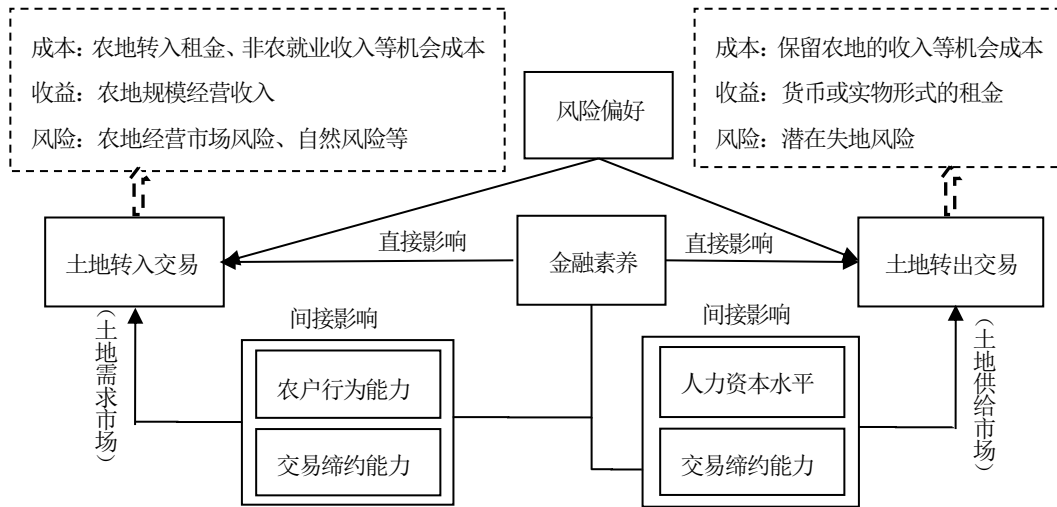 成本：农地转入租金、非农就业收入等机会成本
收益：农地规模经营收入
风险：农地经营市场风险、自然风险等
成本：保留农地的收入等机会成本
收益：货币或实物形式的租金
风险：潜在失地风险
风险偏好
土地转入交易
直接影响
金融素养
直接影响
土地转出交易
（土地需求市场）
间接影响
农户行为能力
交易缔约能力
间接影响
人力资本水平
交易缔约能力
（土地供给市场）